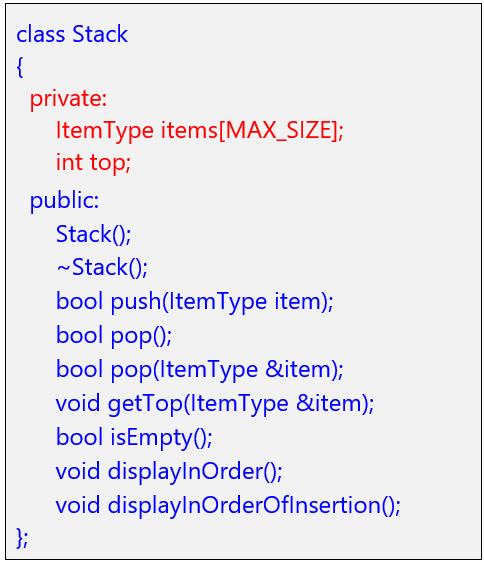 class Stack
{
private:
ItemType items[MAX_SIZE];
int top;
public:
Stack();
~Stack();
bool push(ItemType item);
bool pop();
bool pop(ItemType &item);
void getTop(ItemType &item);
bool isEmpty();
void displayInOrder();
void displayInOrderOfInsertion();
};